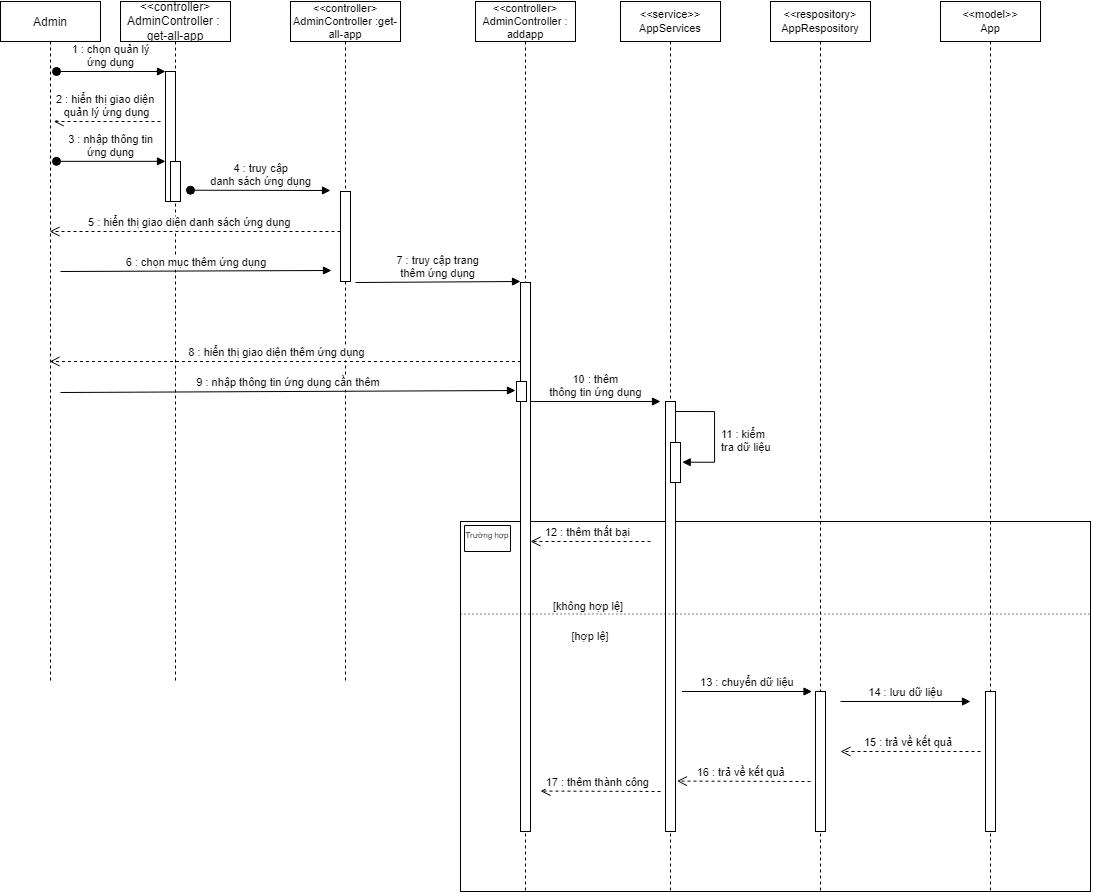 Admin
<<controller>
AdminController :
get-all-app
<<controller>
AdminController :get-
all-app
<<controller>
AdminController :
addapp
<<service>>
AppServices
<<respository>
AppRespository
<<model>>
App
1 : chọn quản lý
ứng dụng
2 : hiển thị giao diện
quản lý ứng dụng
3 : nhập thông tin
ứng dụng
4 : truy cập
danh sách ứng dụng
5 : hiển thị giao diện danh sách ứng dụng
6 : chọn mục thêm ứng dụng
7 : truy cập trang
thêm ứng dụng
8 : hiển thị giao diện thêm ứng dụng
9 : nhập thông tin ứng dụng cần thêm
10 : thêm
thông tin ứng dụng
11 : kiểm
tra dữ liệu
Trường hợp
12 : thêm thất bại
[không hợp lệ]
[hợp lệ]
13 : chuyển dữ liệu
14 : lưu dữ liệu
15 : trả về kết quả
16 : trả về kết quả
17 : thêm thành công